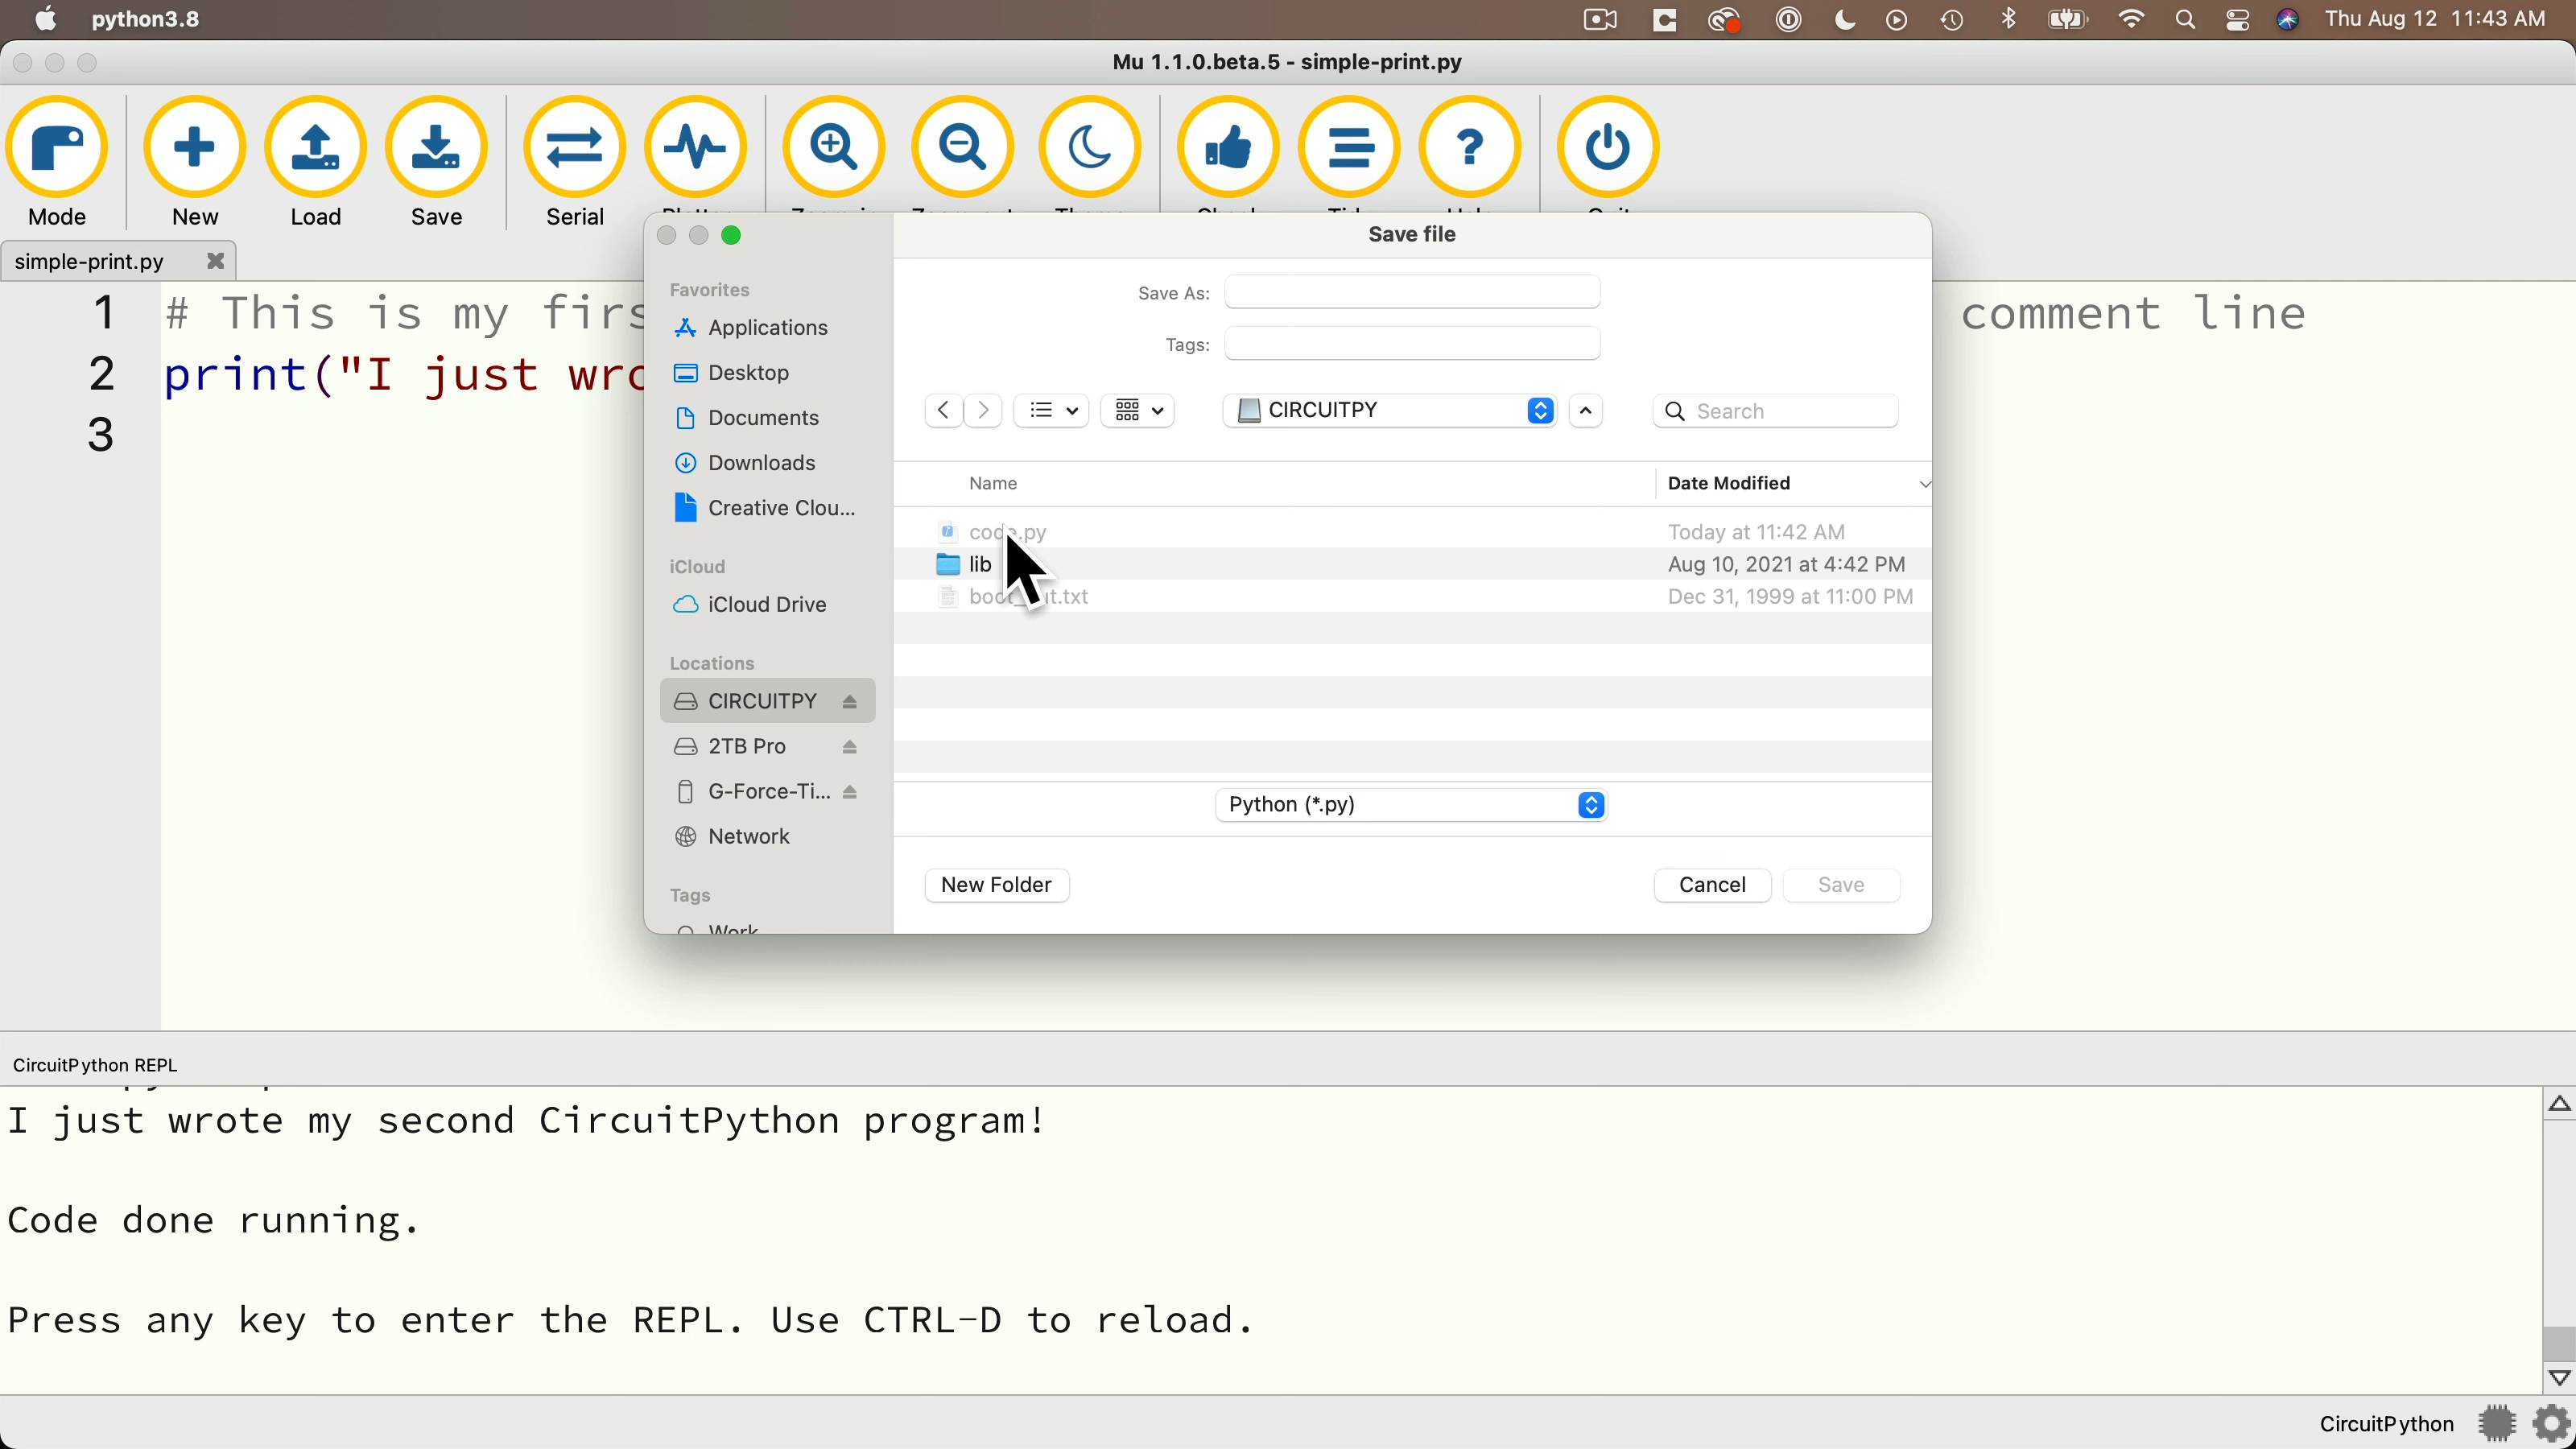 python3.8
Thu Aug 12 11:43 AM
Mu 1.1.0.beta.5 - simple-print.py
Mode
New
Load
Save
Serial
simple-print.py
1 # This is my firs
comment line
2 print("I just wro
3
Save file
Favorites
Applications
Desktop
Documents
Downloads
Creative Clou...
iCloud
iCloud Drive
Locations
CIRCUITPY
2TB Pro
G-Force-Ti...
Network
Tags
Work
Save As:
Tags:
CIRCUITPY
Search
Name
Date Modified
code.py
Today at 11:42 AM
lib
Aug 10, 2021 at 4:42 PM
.txt
Dec 31, 1999 at 11:00 PM
Python (*.py)
New Folder
Cancel
Save
CircuitPython REPL
I just wrote my second CircuitPython program!
Code done running.
Press any key to enter the REPL. Use CTRL-D to reload.
CircuitPython